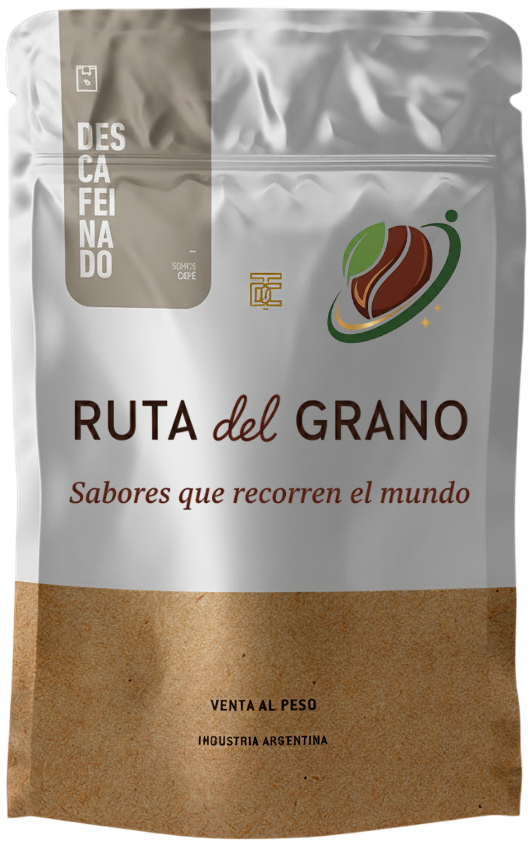 DES
CA
FEI
NA
DO
SOMOS
CAFÉ
RUTA del GRANO
Sabores que recorren el mundo
VENTA AL PESO
INDUSTRIA ARGENTINA